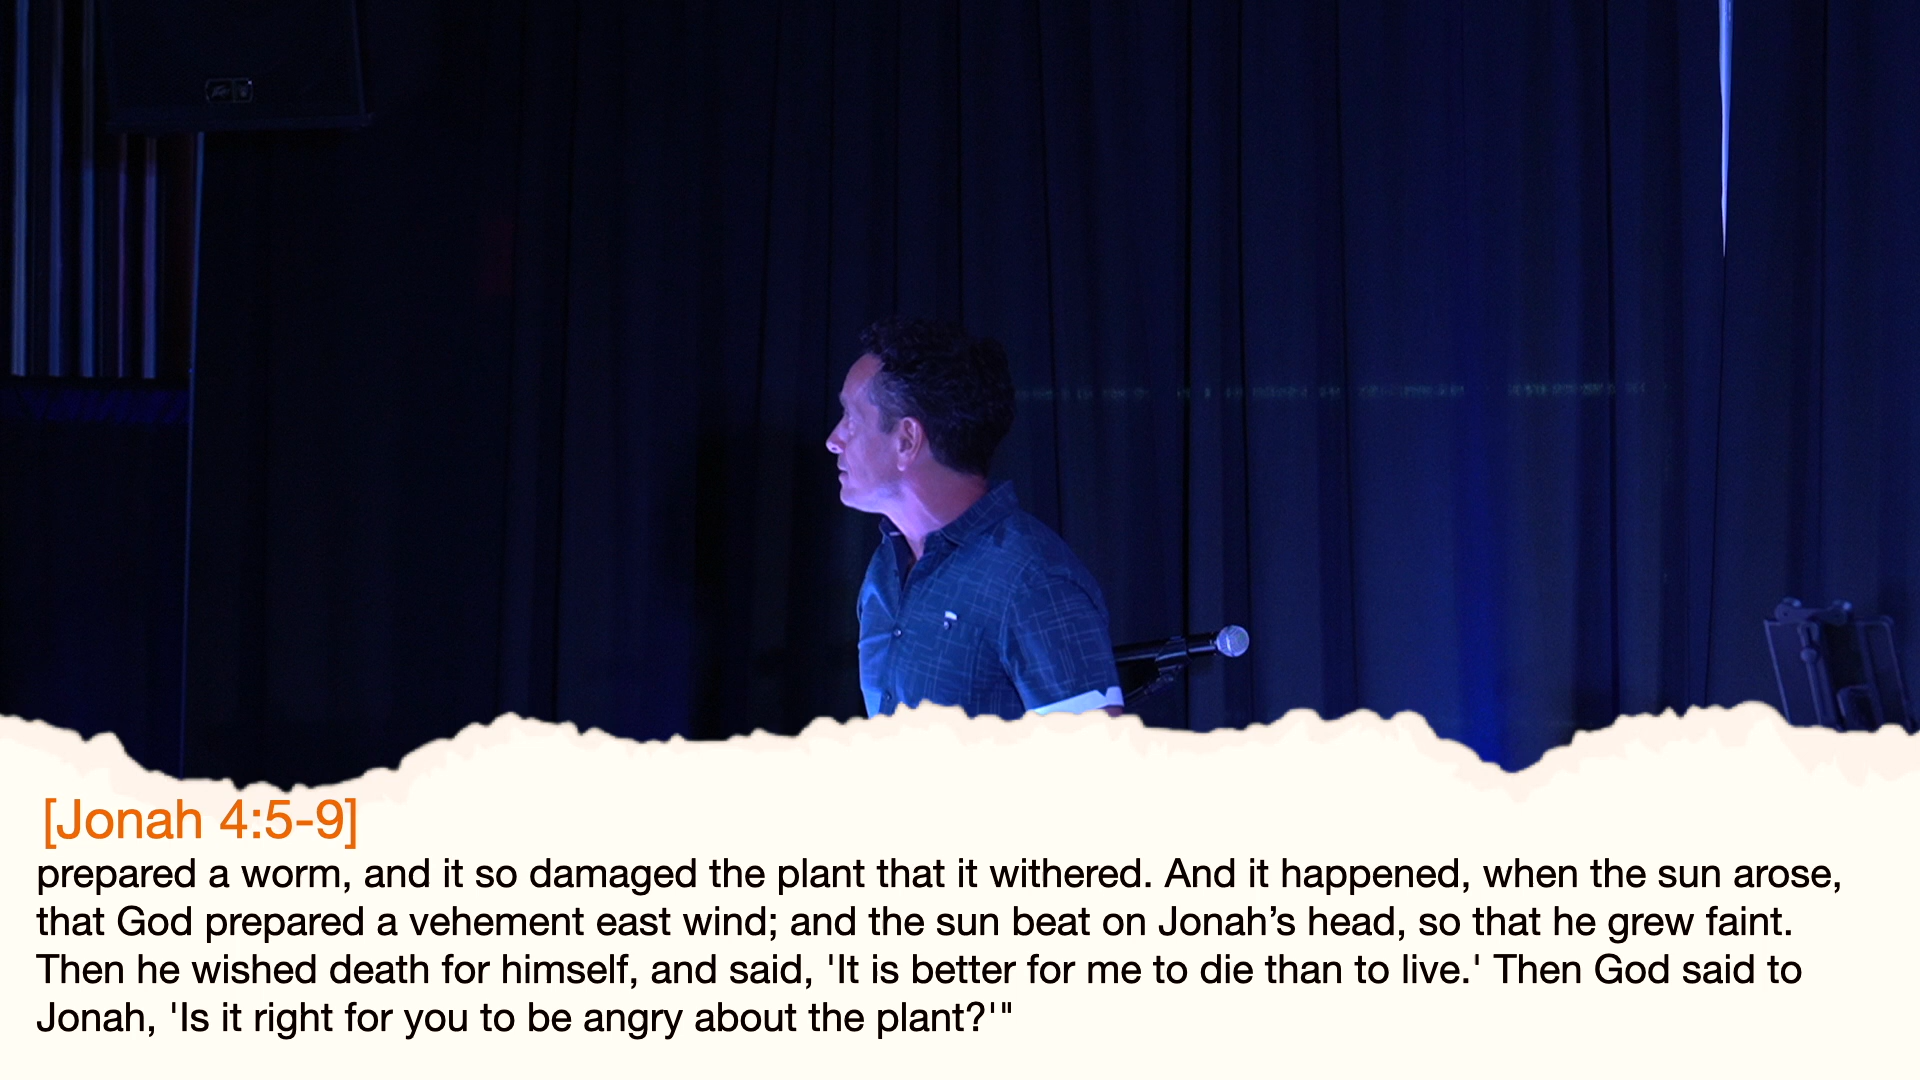 [Jonah 4:5-9]
prepared a worm, and it so damaged the plant that it withered. And it happened, when the sun arose,
that God prepared a vehement east wind; and the sun beat on Jonah’s head, so that he grew faint.
Then he wished death for himself, and said, 'It is better for me to die than to live.' Then God said to
Jonah, 'Is it right for you to be angry about the plant?'"